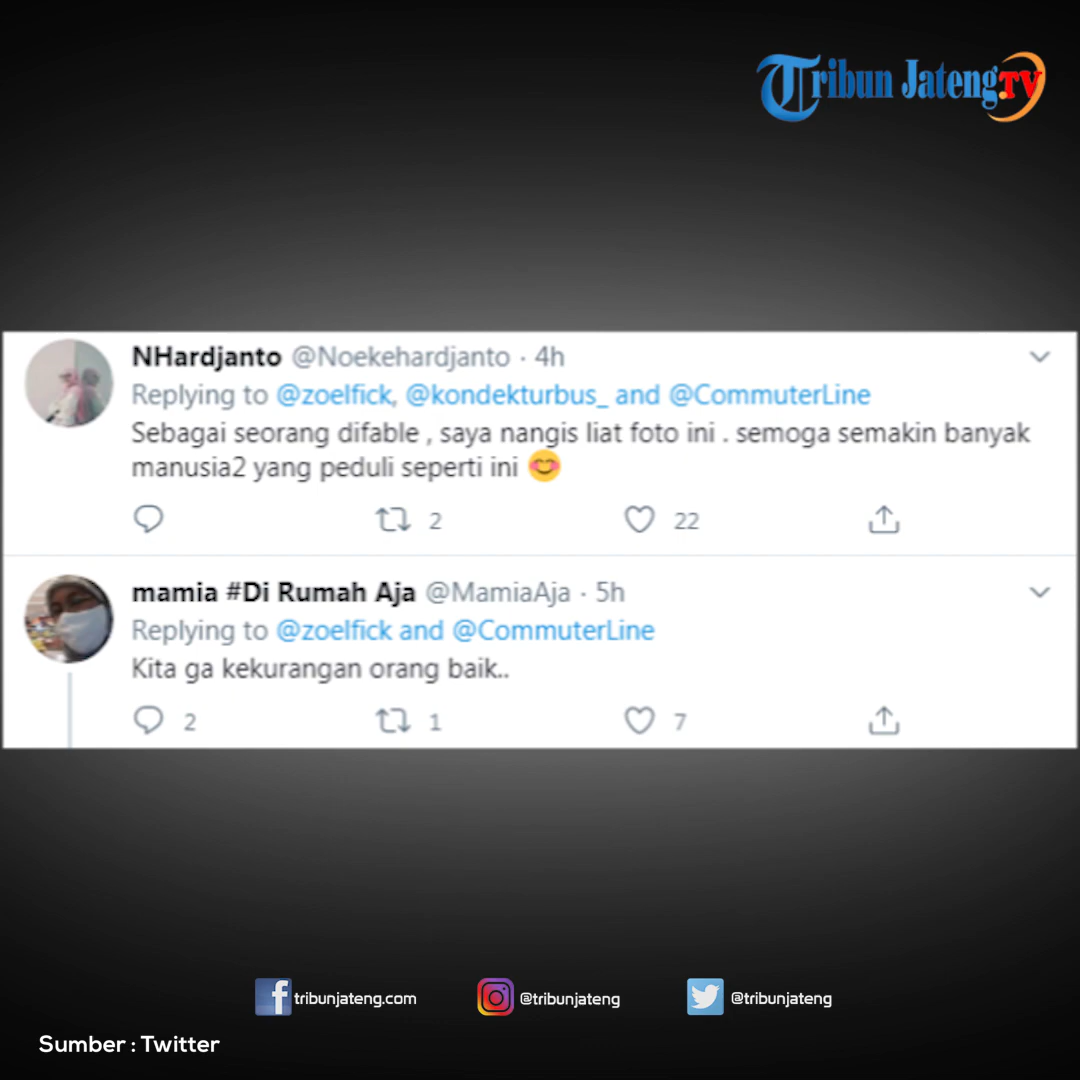 Tribun Jateng TV
NHardjanto @Noekehardjanto · 4h
Replying to @zoelfick, @kondekturbus_ and @CommuterLine
Sebagai seorang difable , saya nangis liat foto ini . semoga semakin banyak
manusia2 yang peduli seperti ini 😊
2 22
mamia #Di Rumah Aja @MamiaAja · 5h
Replying to @zoelfick and @CommuterLine
Kita ga kekurangan orang baik..
2 1 7
tribunjateng.com @tribunjateng @tribunjateng
Sumber : Twitter